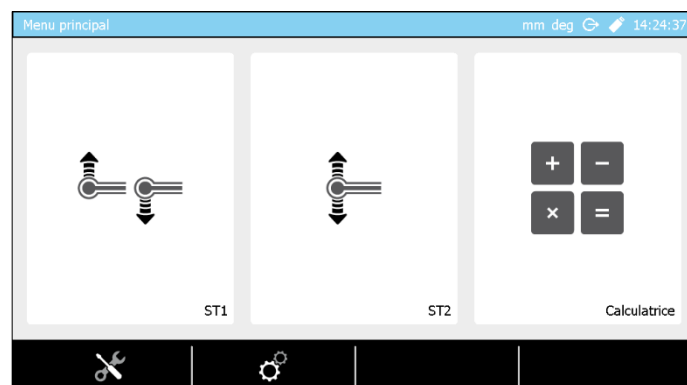 Menu principal mm deg 14:24:37
+ −
× =
ST1 ST2 Calculatrice